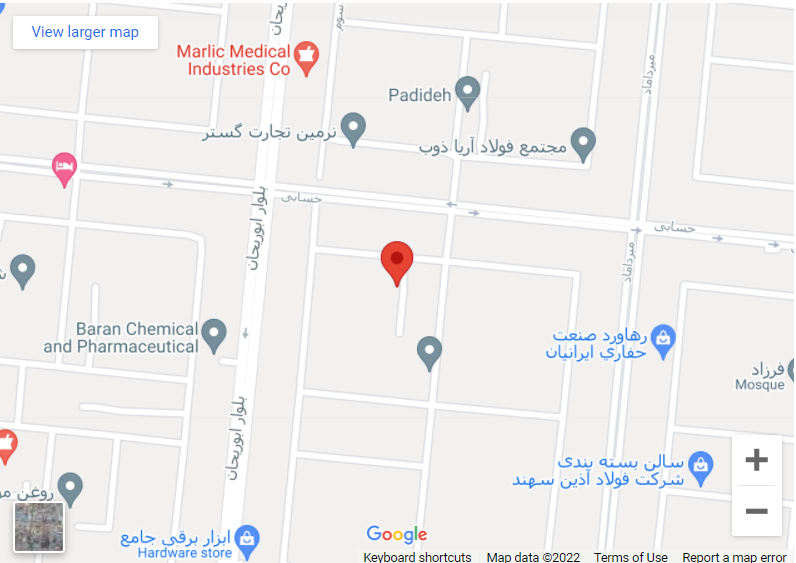 View larger map
سوم
بلوار ابوریحان
میرداماد
Marlic Medical
Industries Co
Padideh
نرمین تجارت گستر
مجتمع فولاد آریا ذوب
بلوار ابوریحان
حسابی
حسابی
میرداماد
Baran Chemical
and Pharmaceutical
رهاورد صنعت
حفاري ایرانیان
فرزاد
Mosque
بلوار ابوریحان
سالن بسته بندی
شرکت فولاد آذین سهند
روغن
ابزار برقی جامع
Hardware store
Google
Keyboard shortcuts Map data ©2022 Terms of Use Report a map error